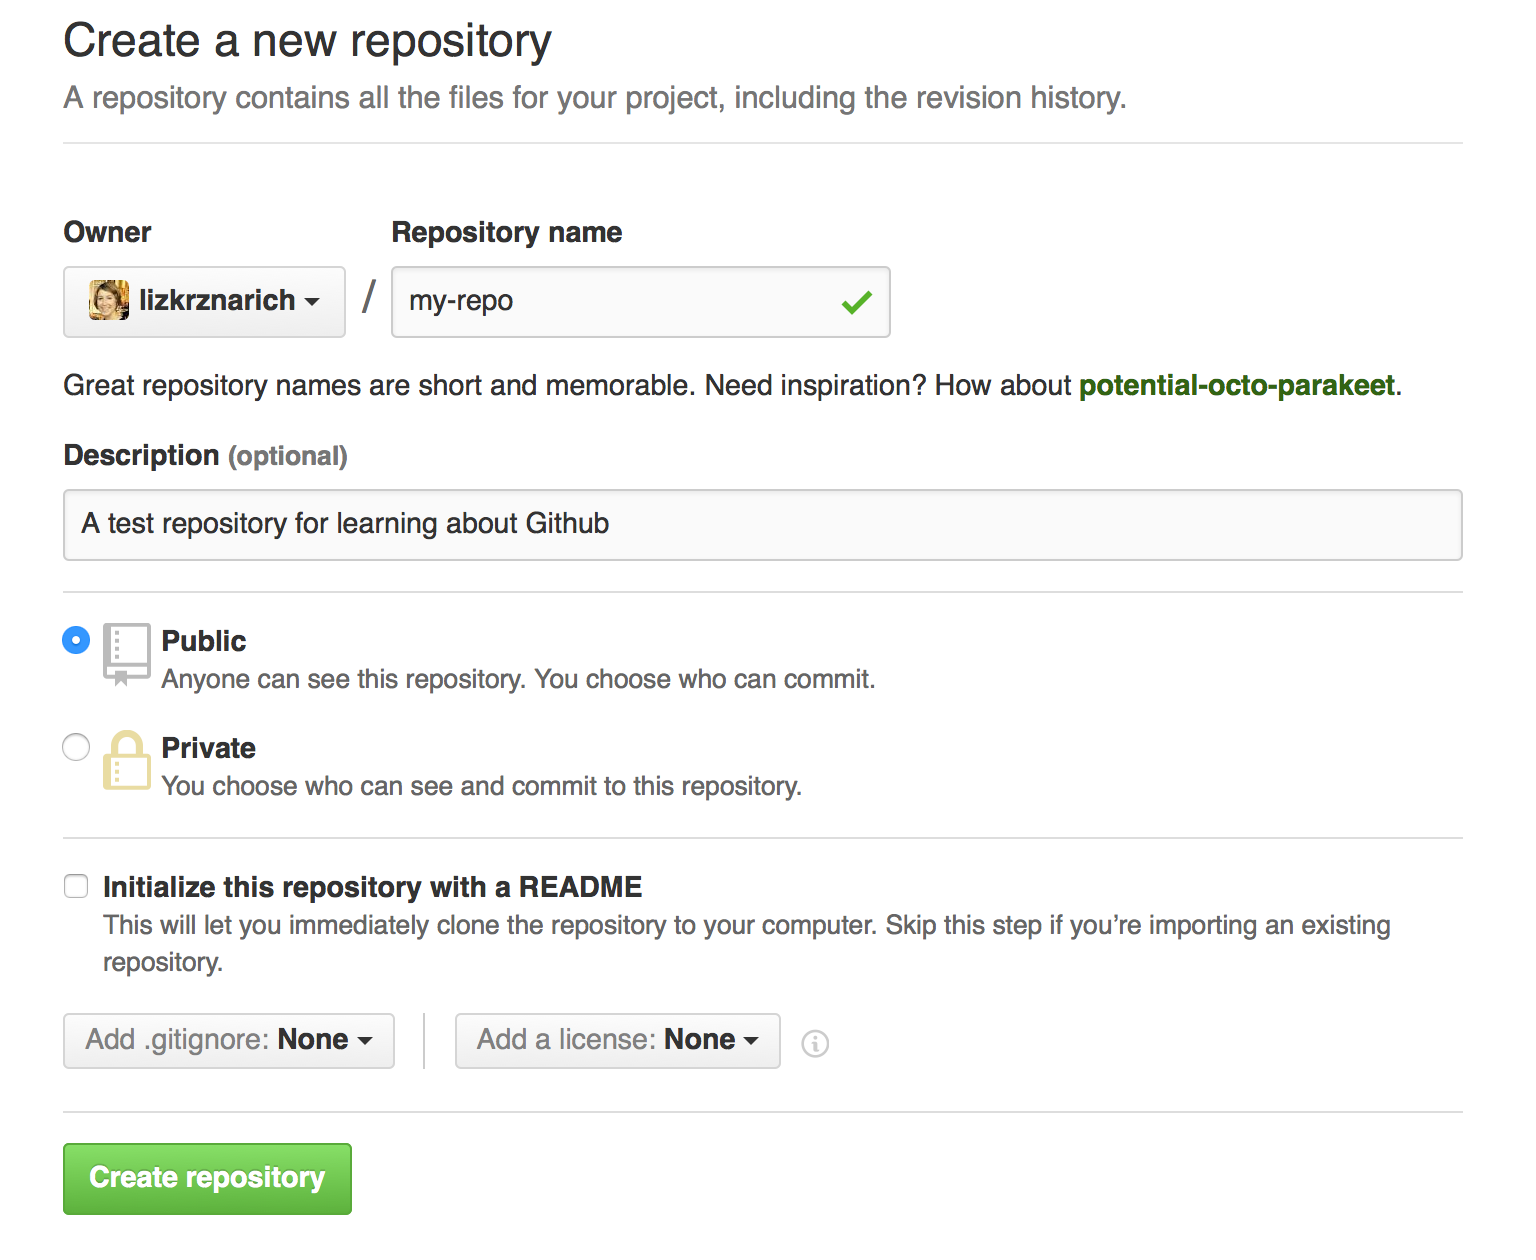 Create a new repository
A repository contains all the files for your project, including the revision history.
Owner Repository name
lizkrznarich / my-repo
Great repository names are short and memorable. Need inspiration? How about potential-octo-parakeet.
Description (optional)
A test repository for learning about Github
Public
Anyone can see this repository. You choose who can commit.
Private
You choose who can see and commit to this repository.
Initialize this repository with a README
This will let you immediately clone the repository to your computer. Skip this step if you’re importing an existing
repository.
Add .gitignore: None Add a license: None
Create repository